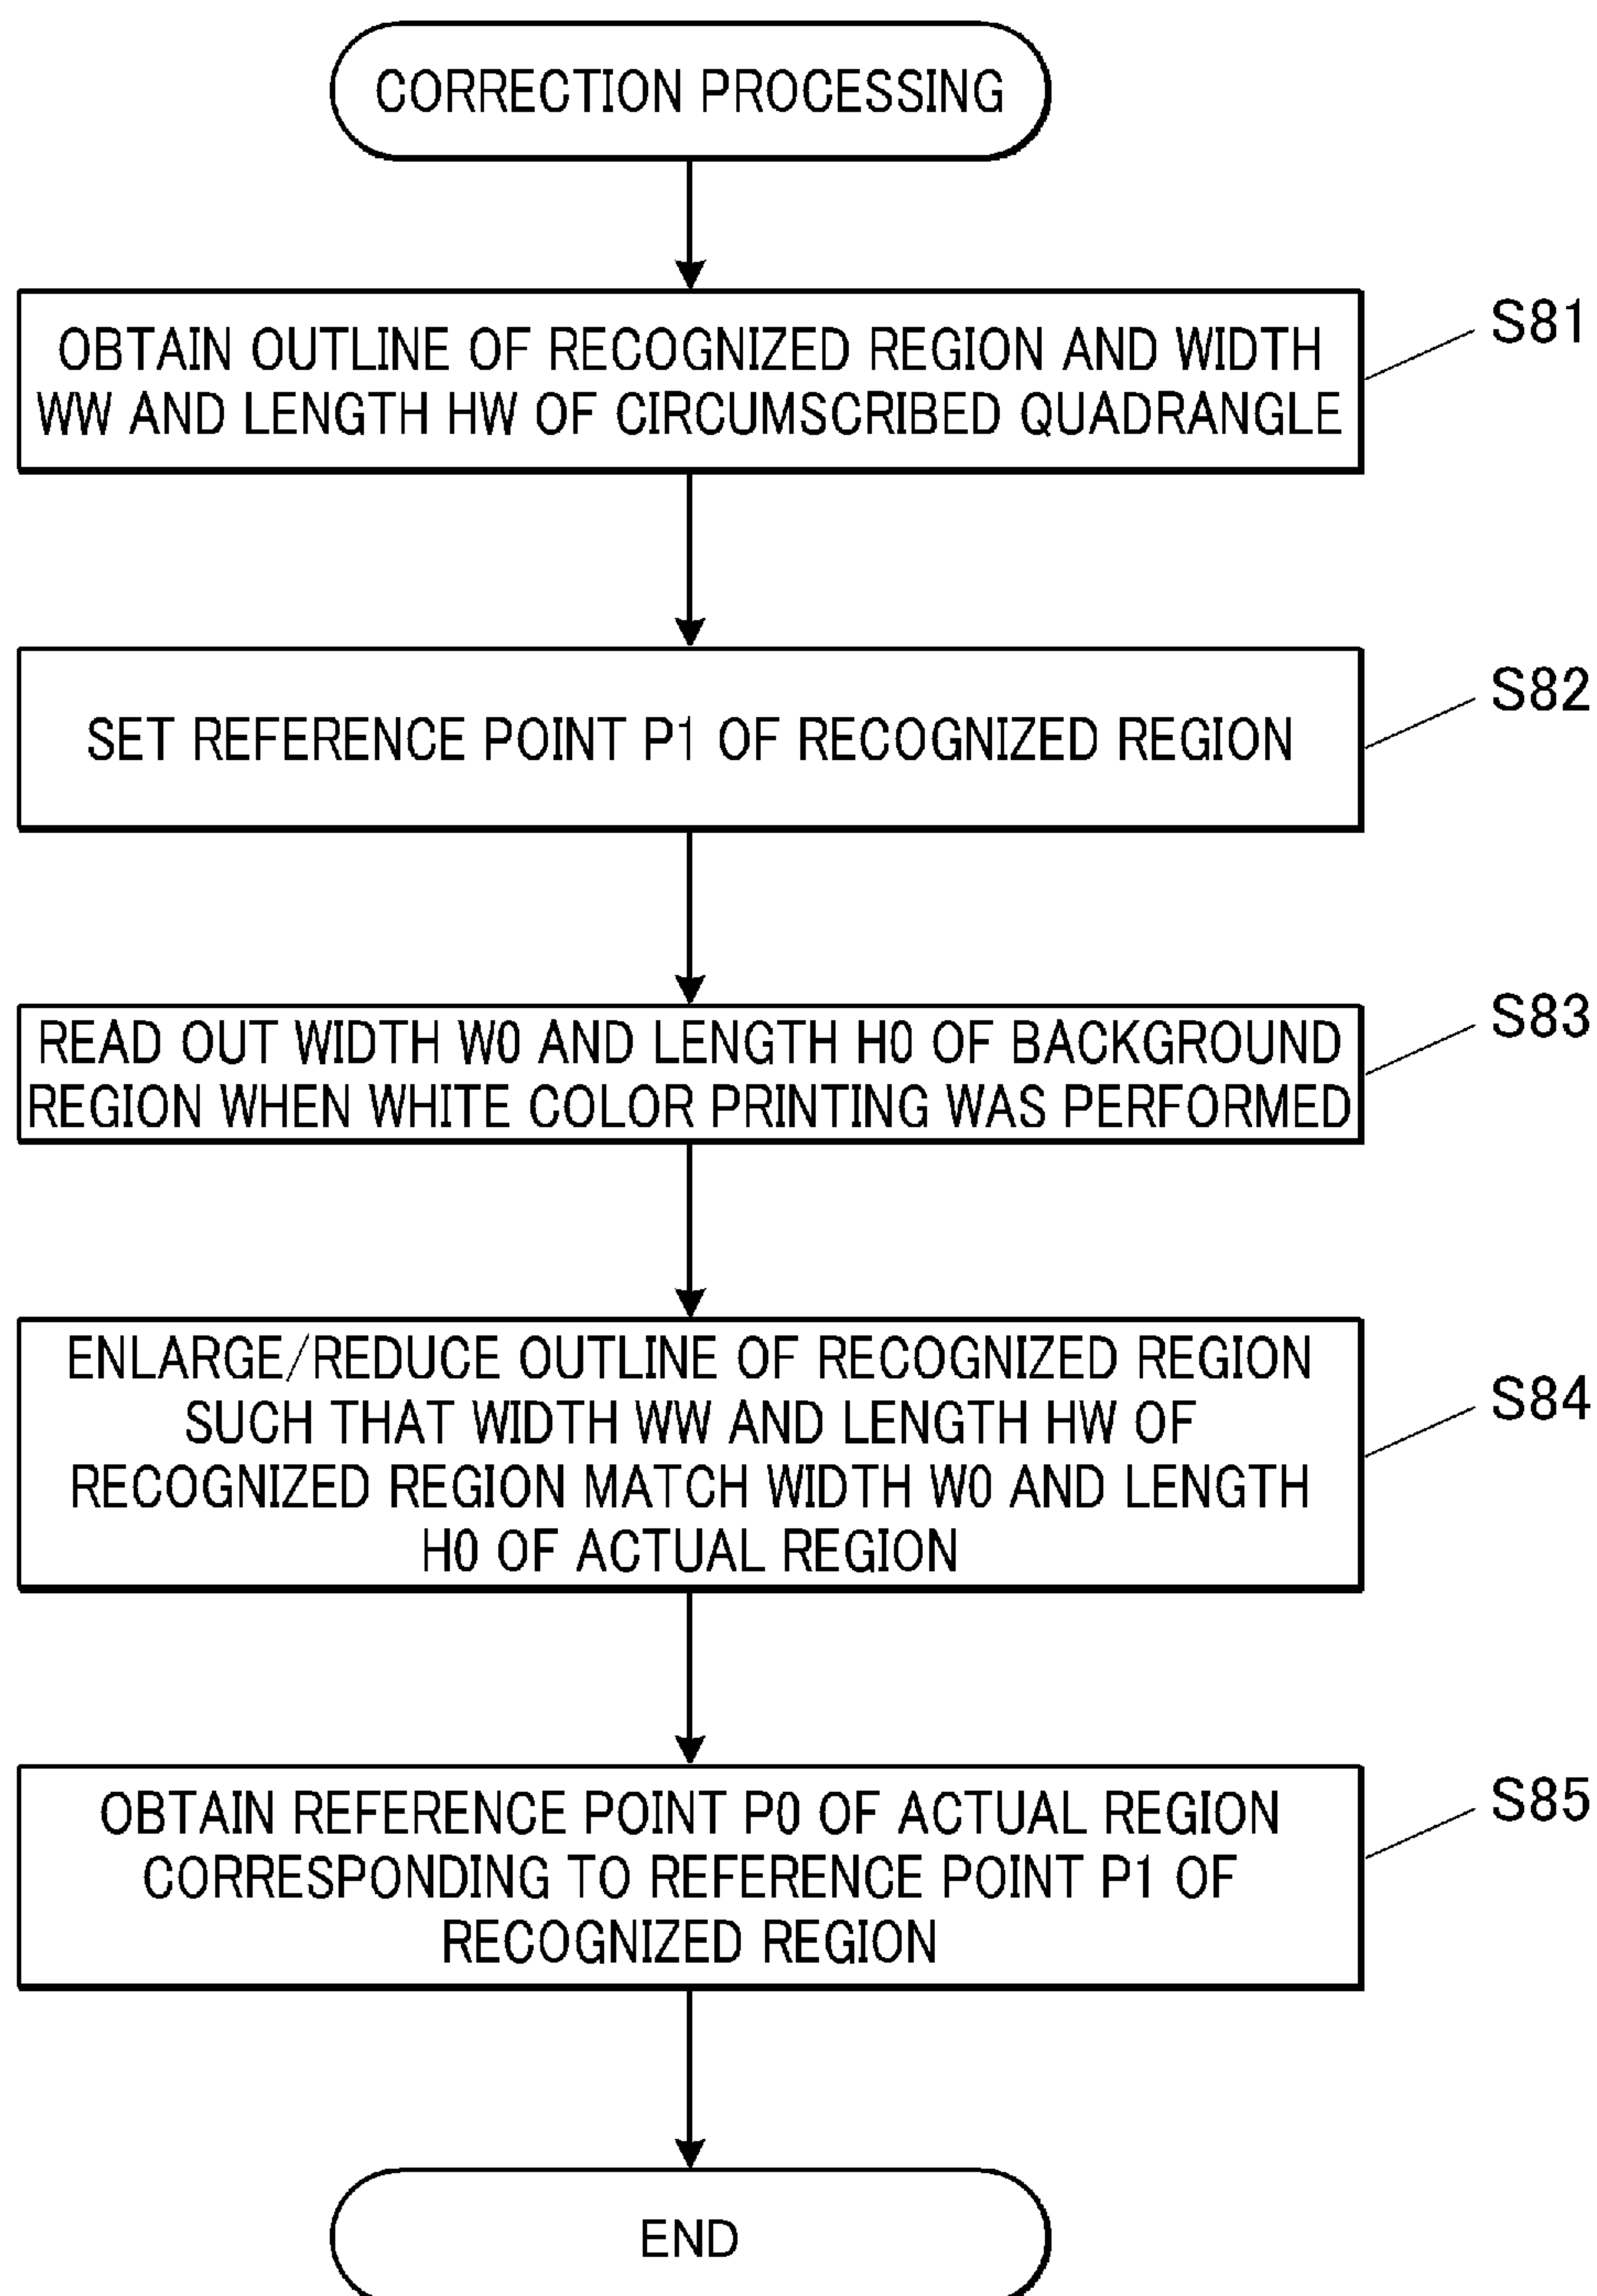 CORRECTION PROCESSING
S81
OBTAIN OUTLINE OF RECOGNIZED REGION AND WIDTH
WW AND LENGTH HW OF CIRCUMSCRIBED QUADRANGLE
S82
SET REFERENCE POINT P1 OF RECOGNIZED REGION
S83
READ OUT WIDTH W0 AND LENGTH H0 OF BACKGROUND
REGION WHEN WHITE COLOR PRINTING WAS PERFORMED
S84
ENLARGE/REDUCE OUTLINE OF RECOGNIZED REGION
SUCH THAT WIDTH WW AND LENGTH HW OF
RECOGNIZED REGION MATCH WIDTH W0 AND LENGTH
H0 OF ACTUAL REGION
S85
OBTAIN REFERENCE POINT P0 OF ACTUAL REGION
CORRESPONDING TO REFERENCE POINT P1 OF
RECOGNIZED REGION
END